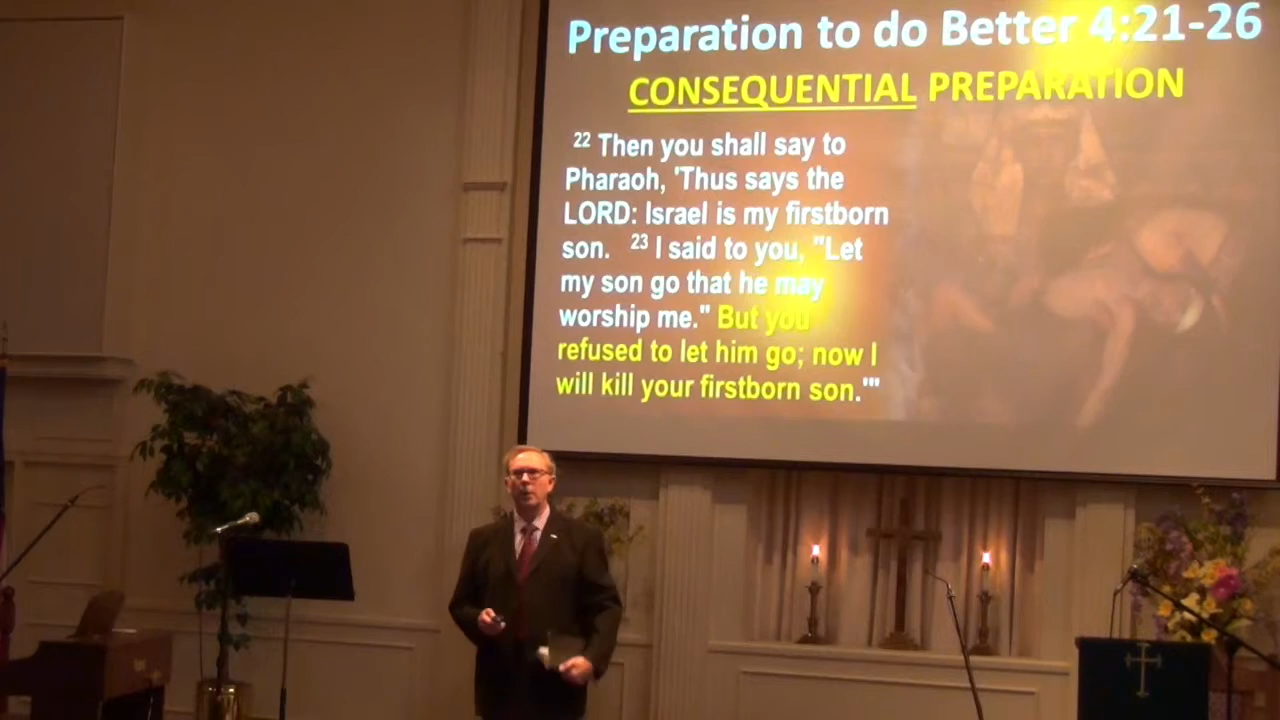 Preparation to do Better 4:21-26
CONSEQUENTIAL PREPARATION
22 Then you shall say to
Pharaoh, 'Thus says the
LORD: Israel is my firstborn
son. 23 I said to you, "Let
my son go that he may
worship me." But you
refused to let him go; now I
will kill your firstborn son.'"